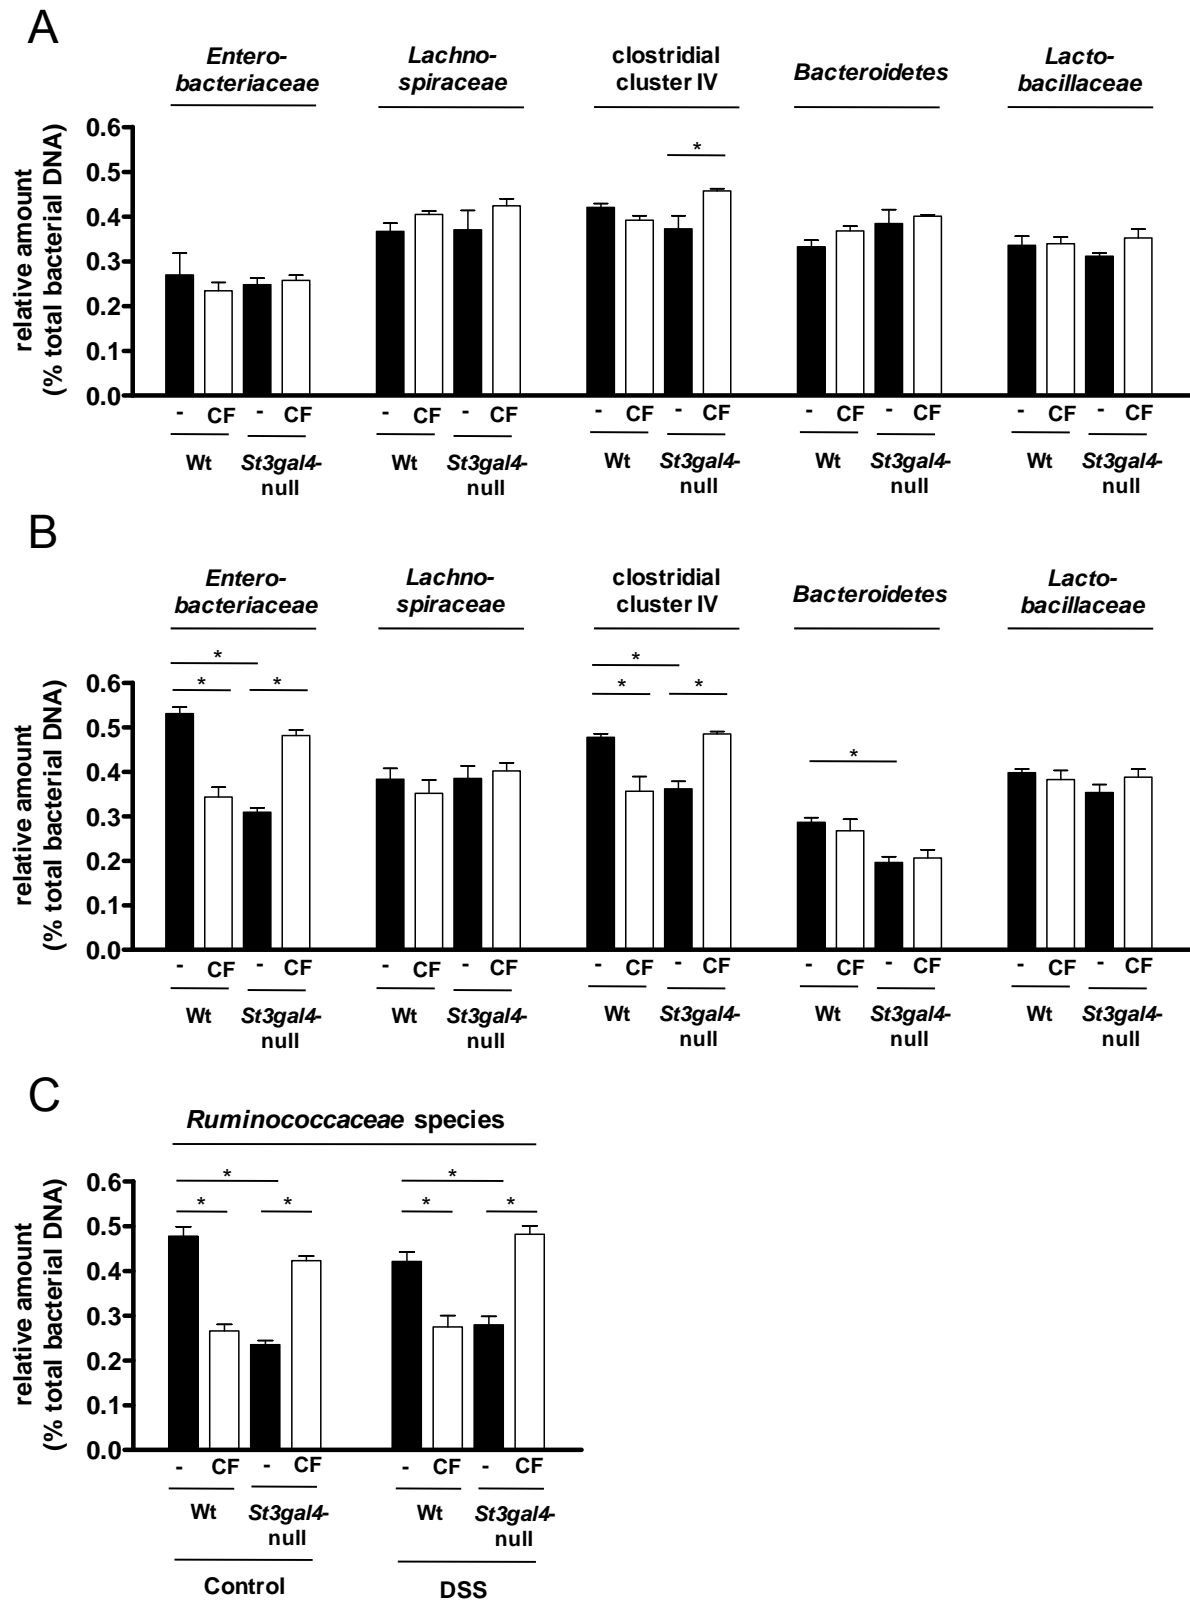 A
Entero-
bacteriaceae
Lachno-
spiraceae
clostridial
cluster IV
Bacteroidetes
Lacto-
bacillaceae
relative amount
(% total bacterial DNA)
0.6
0.5
0.4
0.3
0.2
0.1
0.0
*
- CF - CF - CF - CF - CF - CF - CF - CF - CF - CF
Wt St3gal4-
null
Wt St3gal4-
null
Wt St3gal4-
null
Wt St3gal4-
null
Wt St3gal4-
null
B
Entero-
bacteriaceae
Lachno-
spiraceae
clostridial
cluster IV
Bacteroidetes
Lacto-
bacillaceae
relative amount
(% total bacterial DNA)
0.6
0.5
0.4
0.3
0.2
0.1
0.0
* *
* * * *
*
- CF - CF - CF - CF - CF - CF - CF - CF - CF - CF
Wt St3gal4-
null
Wt St3gal4-
null
Wt St3gal4-
null
Wt St3gal4-
null
Wt St3gal4-
null
C
Ruminococcaceae species
relative amount
(% total bacterial DNA)
0.6
0.5
0.4
0.3
0.2
0.1
0.0
* *
* * * *
- CF - CF - CF - CF
Wt St3gal4-
null
Wt St3gal4-
null
Control
DSS